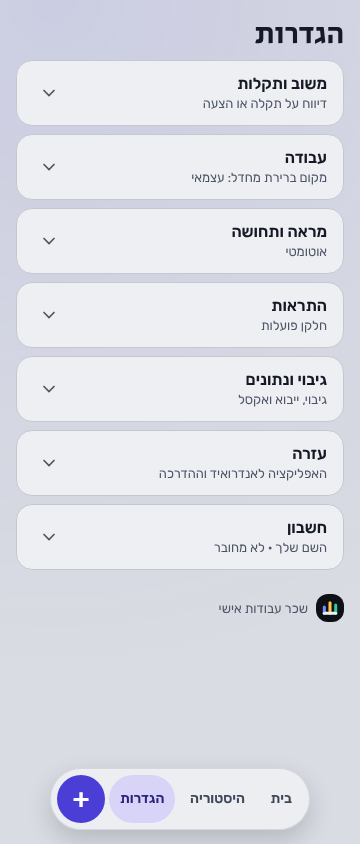 הגדרות
משוב ותקלות
דיווח על תקלה או הצעה
עבודה
מקום ברירת מחדל: עצמאי
מראה ותחושה
אוטומטי
התראות
חלקן פועלות
גיבוי ונתונים
גיבוי, ייבוא ואקסל
עזרה
האפליקציה לאנדרואיד וההדרכה
חשבון
השם שלך • לא מחובר
שכר עבודות אישי
בית
היסטוריה
הגדרות
+